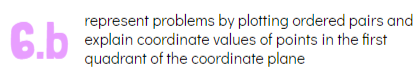 6.b
represent problems by plotting ordered pairs and
explain coordinate values of points in the first
quadrant of the coordinate plane